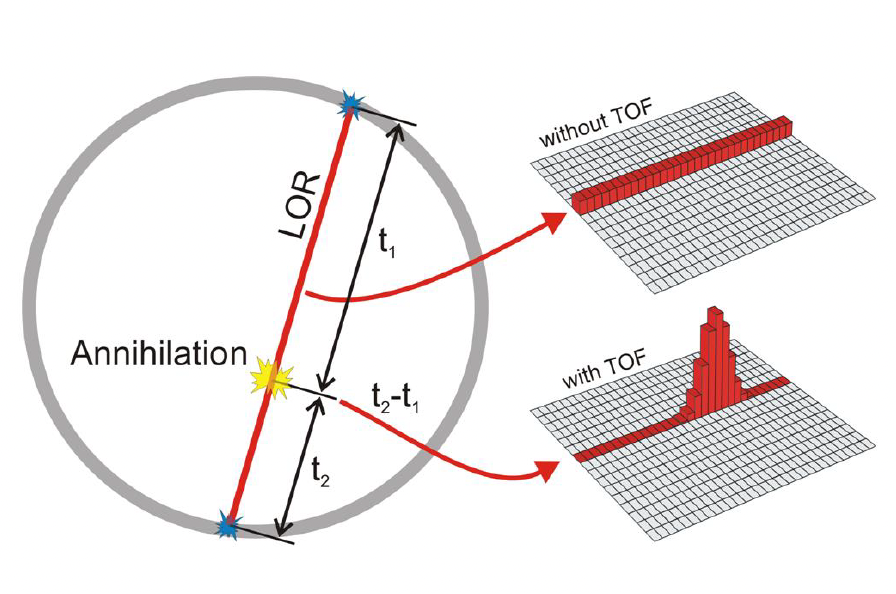 without TOF
LOR
t₁
Annihilation
with TOF
t₂-t₁
t₂